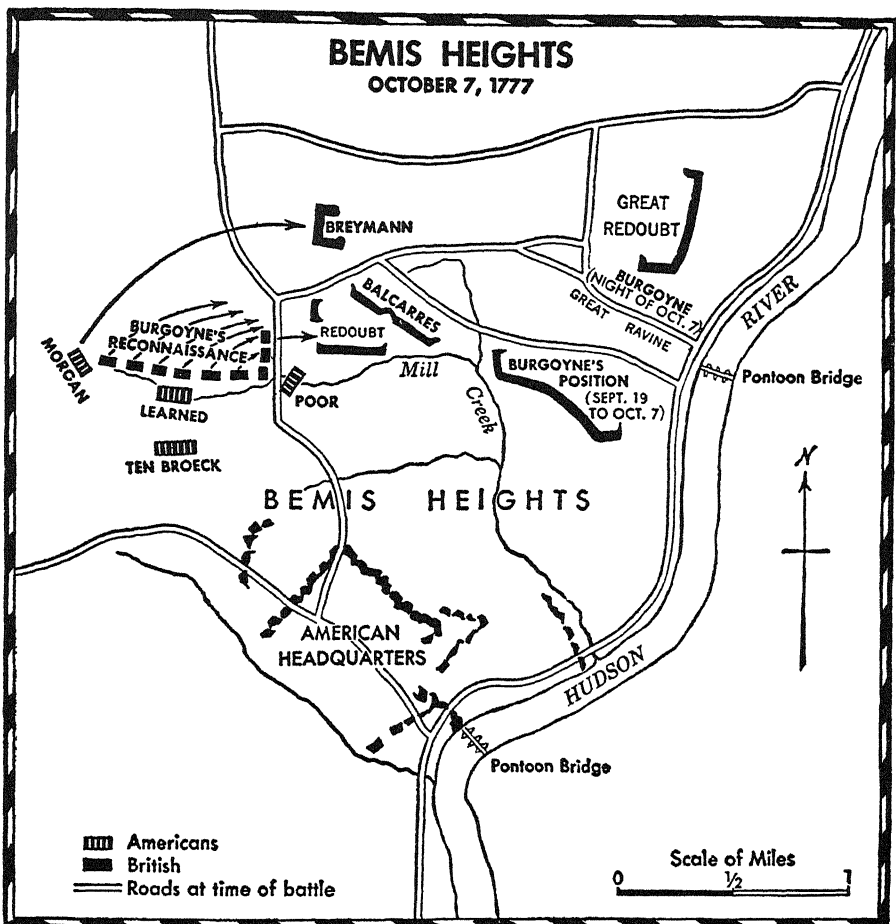 BEMIS HEIGHTS
OCTOBER 7, 1777
GREAT
REDOUBT
BREYMANN
BURGOYNE
(NIGHT OF OCT. 7)
GREAT RAVINE
RIVER
BALCARRES
BURGOYNE'S
RECONNAISSANCE
REDOUBT
MORGAN
Mill
Creek
BURGOYNE'S
POSITION
(SEPT. 19
TO OCT. 7)
Pontoon Bridge
LEARNED
POOR
TEN BROECK
N
BEMIS HEIGHTS
AMERICAN
HEADQUARTERS
HUDSON
Pontoon Bridge
Americans
British
Roads at time of battle
Scale of Miles
0 ½ 1